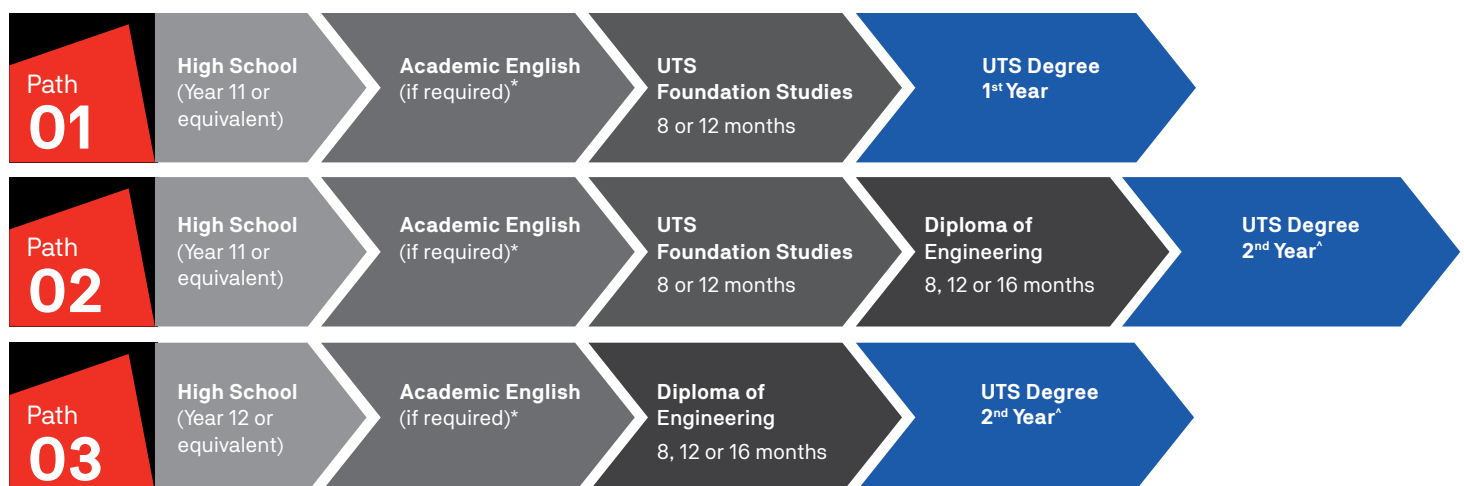 Path
01
High School
(Year 11 or
equivalent)
Academic English
(if required)*
UTS
Foundation Studies
8 or 12 months
UTS Degree
1st Year
Path
02
High School
(Year 11 or
equivalent)
Academic English
(if required)*
UTS
Foundation Studies
8 or 12 months
Diploma of
Engineering
8, 12 or 16 months
UTS Degree
2nd Year^
Path
03
High School
(Year 12 or
equivalent)
Academic English
(if required)*
Diploma of
Engineering
8, 12 or 16 months
UTS Degree
2nd Year^